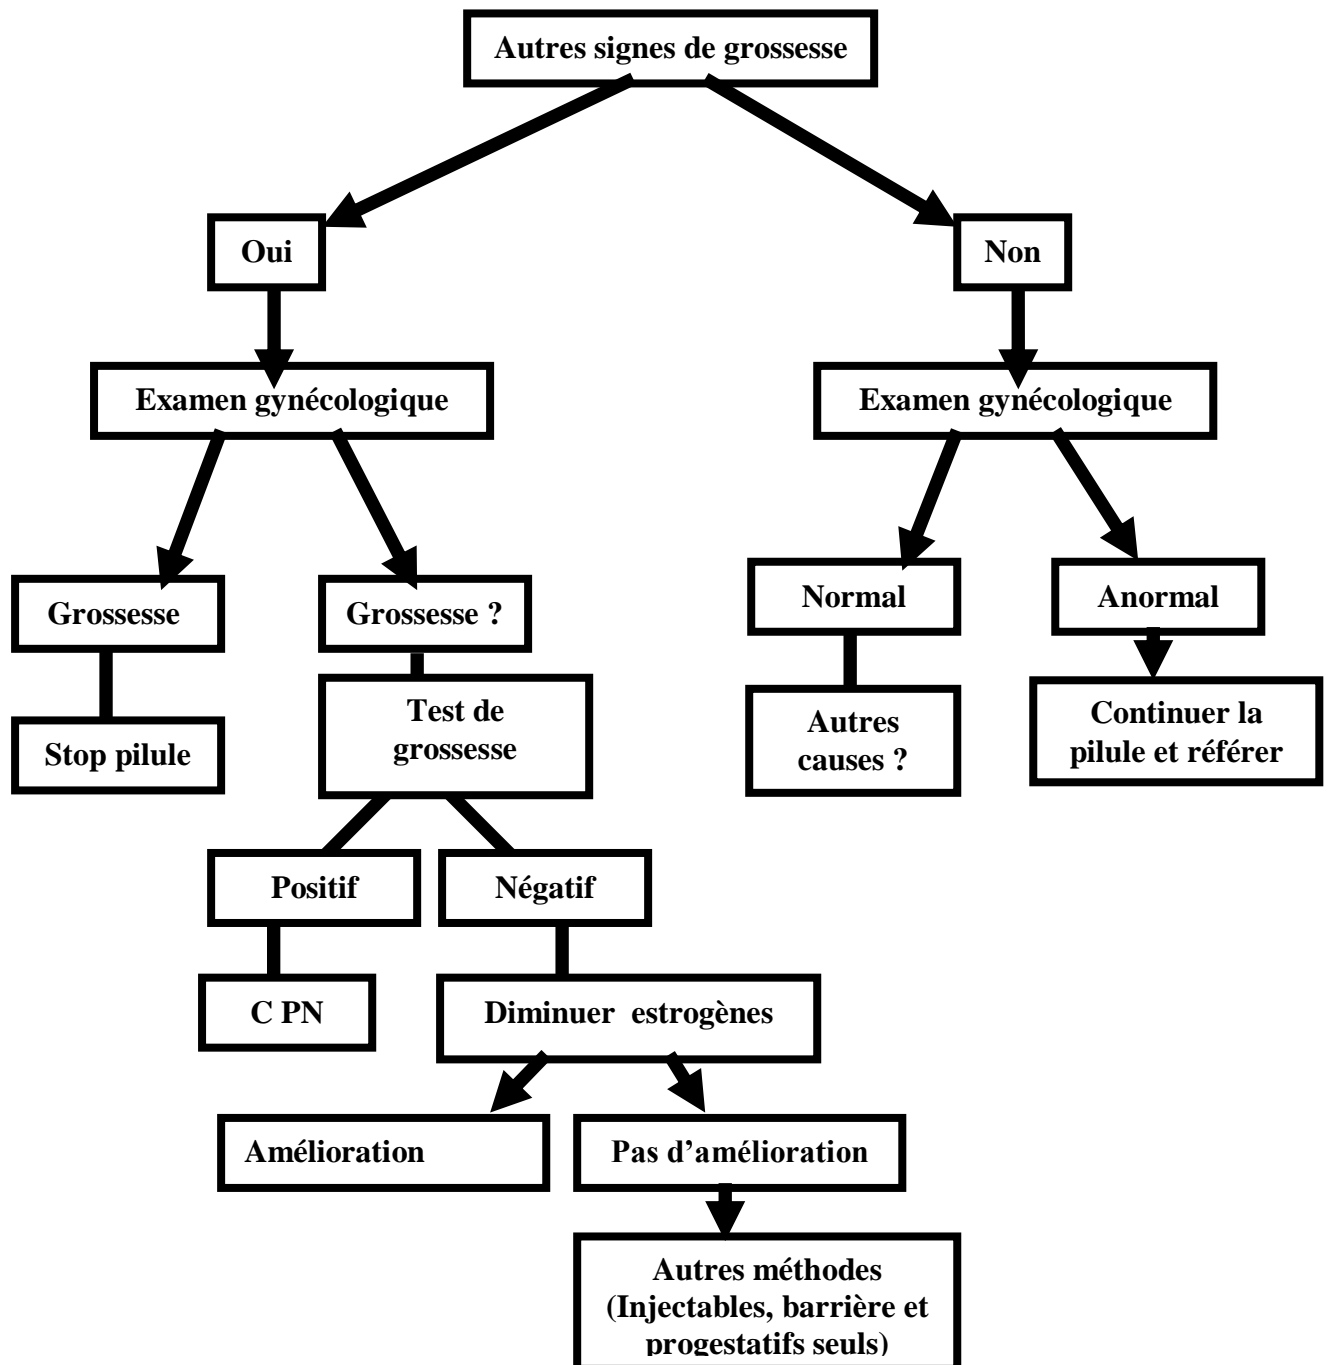 Autres signes de grossesse
Oui
Non
Examen gynécologique
Examen gynécologique
Grossesse
Grossesse ?
Normal
Anormal
Stop pilule
Test de
grossesse
Autres
causes ?
Continuer la
pilule et référer
Positif
Négatif
C PN
Diminuer estrogènes
Amélioration
Pas d’amélioration
Autres méthodes
(Injectables, barrière et
progestatifs seuls)